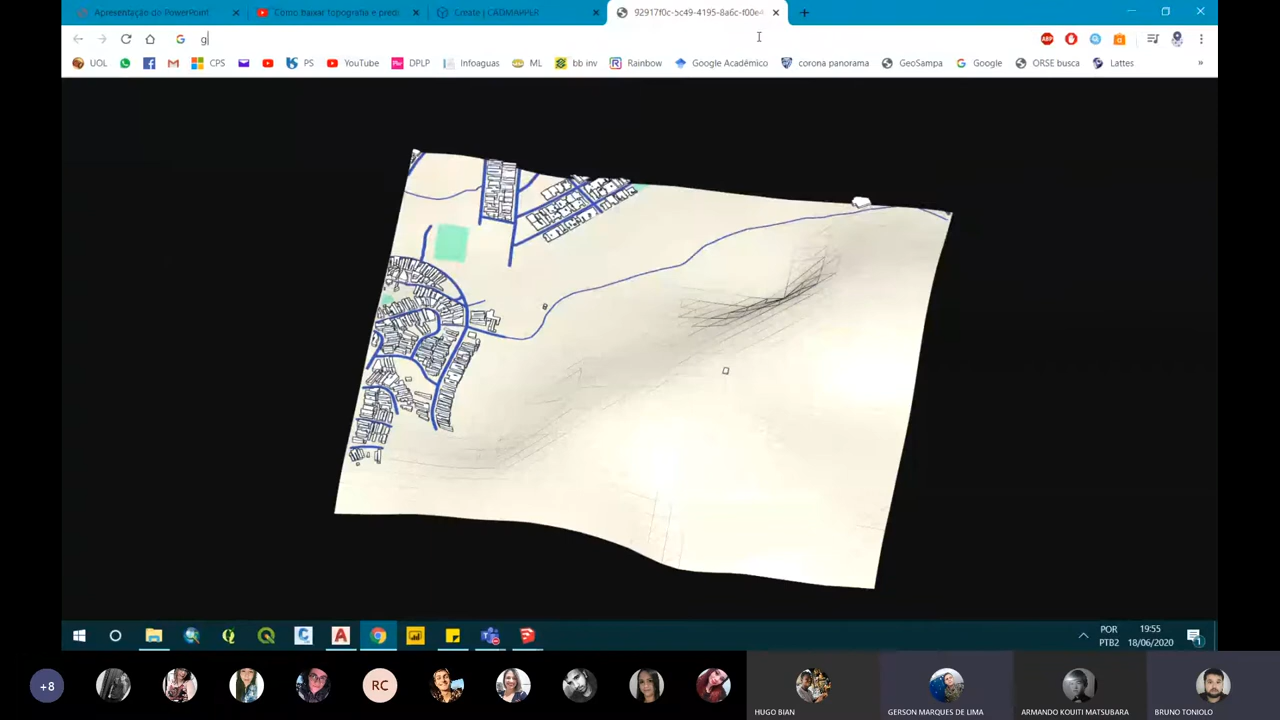 Apresentação do PowerPoint
Como baixar topografia e prédi
Create | CADMAPPER
92917f0c-5c49-4195-8a6c-f00e4
g
UOL
CPS
PS
YouTube
DPLP
Infoaguas
ML
bb inv
Rainbow
Google Acadêmico
corona panorama
GeoSampa
Google
ORSE busca
Lattes
»
POR
PTB2
19:55
18/06/2020
+8
RC
HUGO BIAN
GERSON MARQUES DE LIMA
ARMANDO KOUITI MATSUBARA
BRUNO TONIOLO